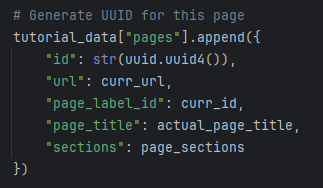 # Generate UUID for this page
tutorial_data["pages"].append({
    "id": str(uuid.uuid4()),
    "url": curr_url,
    "page_label_id": curr_id,
    "page_title": actual_page_title,
    "sections": page_sections
})